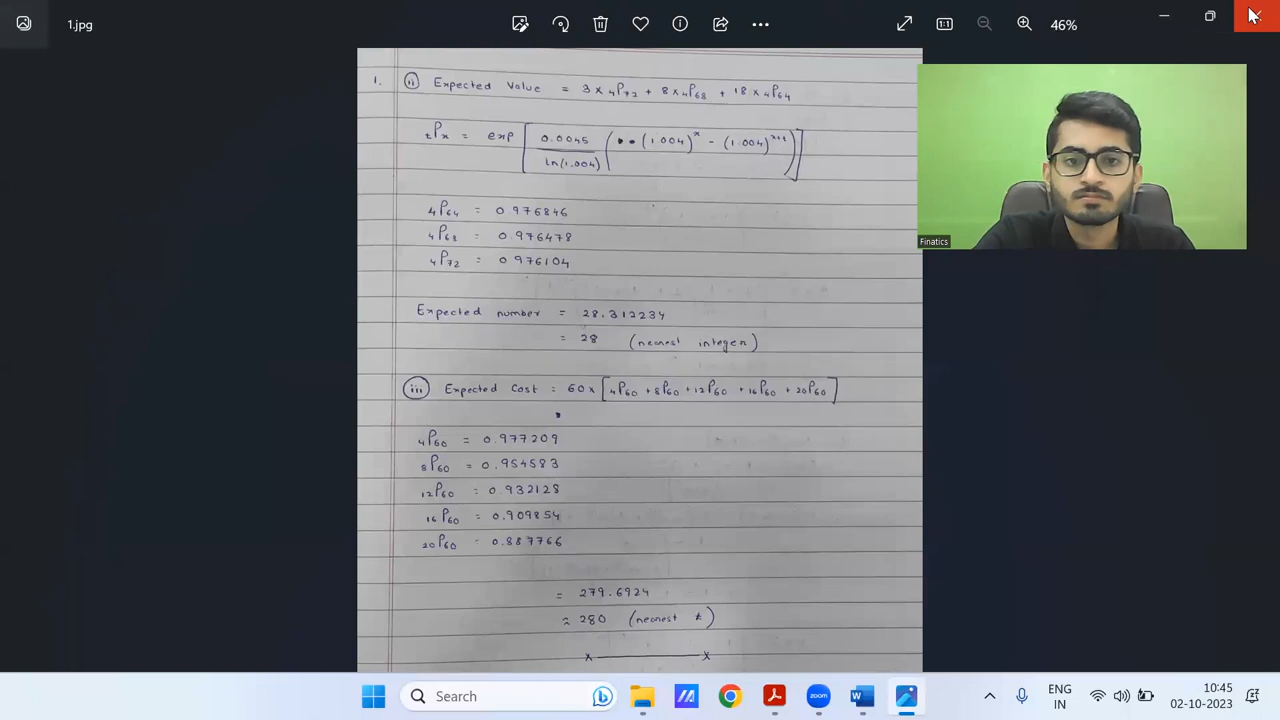 1.jpg
46%
1. (ii) Expected Value = 3 × ₄P₇₂ + 8 × ₄P₆₈ + 18 × ₄P₆₄
ₜPₓ = exp [ 0.0045 / ln(1.004) ( (1.004)ˣ - (1.004)ˣ⁺ᵗ ) ]
₄P₆₄ = 0.976846
₄P₆₈ = 0.976478
₄P₇₂ = 0.976104
Expected number = 28.312234
= 28 (nearest integer)
(iii) Expected Cost = 60 × [ ₄P₆₀ + ₈P₆₀ + ₁₂P₆₀ + ₁₆P₆₀ + ₂₀P₆₀ ]
₄P₆₀ = 0.977209
₈P₆₀ = 0.954583
₁₂P₆₀ = 0.932128
₁₆P₆₀ = 0.909854
₂₀P₆₀ = 0.887766
= 279.6924
≈ 280 (nearest ₹)
x x
Finatics
Search
ENG
IN
10:45
02-10-2023